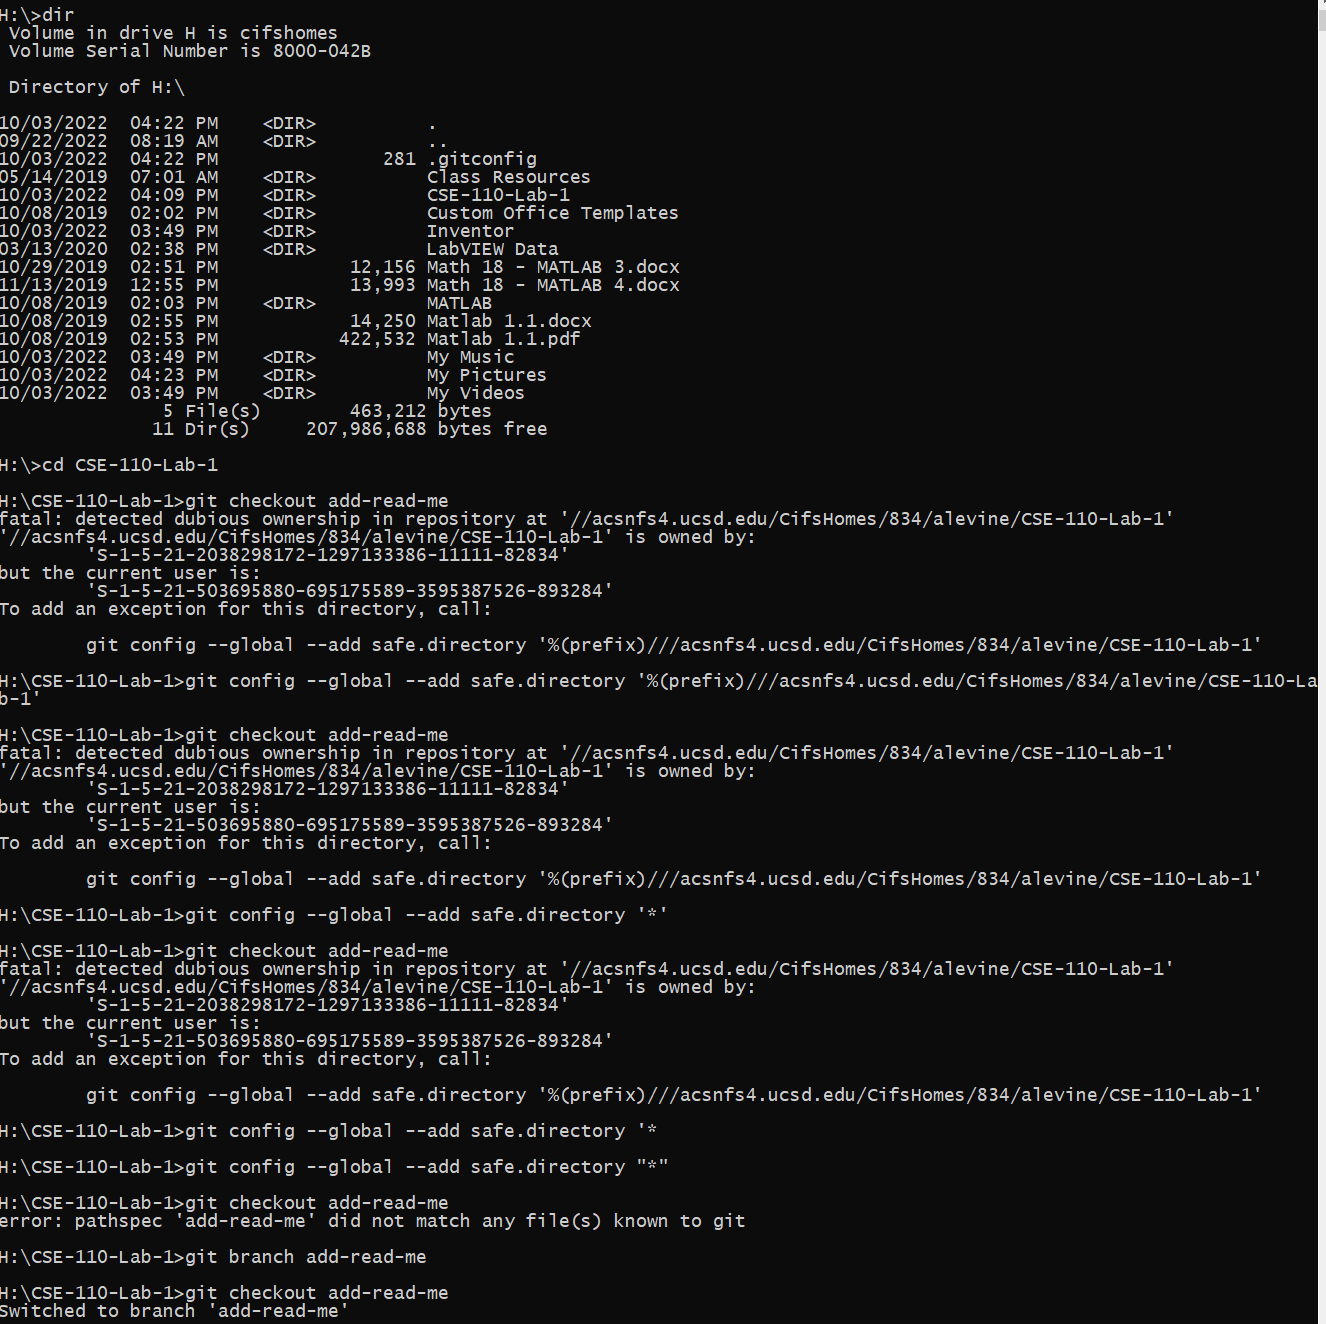 H:\>dir
 Volume in drive H is cifshomes
 Volume Serial Number is 8000-042B
 Directory of H:\
10/03/2022  04:22 PM    <DIR>          .
09/22/2022  08:19 AM    <DIR>          ..
10/03/2022  04:22 PM               281 .gitconfig
05/14/2019  07:01 AM    <DIR>          Class Resources
10/03/2022  04:09 PM    <DIR>          CSE-110-Lab-1
10/08/2019  02:02 PM    <DIR>          Custom Office Templates
10/03/2022  03:49 PM    <DIR>          Inventor
03/13/2020  02:38 PM    <DIR>          LabVIEW Data
10/29/2019  02:51 PM            12,156 Math 18 - MATLAB 3.docx
11/13/2019  12:55 PM            13,993 Math 18 - MATLAB 4.docx
10/08/2019  02:03 PM    <DIR>          MATLAB
10/08/2019  02:55 PM            14,250 Matlab 1.1.docx
10/08/2019  02:53 PM           422,532 Matlab 1.1.pdf
10/03/2022  03:49 PM    <DIR>          My Music
10/03/2022  04:23 PM    <DIR>          My Pictures
10/03/2022  03:49 PM    <DIR>          My Videos
               5 File(s)        463,212 bytes
              11 Dir(s)     207,986,688 bytes free
H:\>cd CSE-110-Lab-1
H:\CSE-110-Lab-1>git checkout add-read-me
fatal: detected dubious ownership in repository at '//acsnfs4.ucsd.edu/CifsHomes/834/alevine/CSE-110-Lab-1'
'//acsnfs4.ucsd.edu/CifsHomes/834/alevine/CSE-110-Lab-1' is owned by:
        'S-1-5-21-2038298172-1297133386-11111-82834'
but the current user is:
        'S-1-5-21-503695880-695175589-3595387526-893284'
To add an exception for this directory, call:
        git config --global --add safe.directory '%(prefix)///acsnfs4.ucsd.edu/CifsHomes/834/alevine/CSE-110-Lab-1'
H:\CSE-110-Lab-1>git config --global --add safe.directory '%(prefix)///acsnfs4.ucsd.edu/CifsHomes/834/alevine/CSE-110-La
b-1'
H:\CSE-110-Lab-1>git checkout add-read-me
fatal: detected dubious ownership in repository at '//acsnfs4.ucsd.edu/CifsHomes/834/alevine/CSE-110-Lab-1'
'//acsnfs4.ucsd.edu/CifsHomes/834/alevine/CSE-110-Lab-1' is owned by:
        'S-1-5-21-2038298172-1297133386-11111-82834'
but the current user is:
        'S-1-5-21-503695880-695175589-3595387526-893284'
To add an exception for this directory, call:
        git config --global --add safe.directory '%(prefix)///acsnfs4.ucsd.edu/CifsHomes/834/alevine/CSE-110-Lab-1'
H:\CSE-110-Lab-1>git config --global --add safe.directory '*'
H:\CSE-110-Lab-1>git checkout add-read-me
fatal: detected dubious ownership in repository at '//acsnfs4.ucsd.edu/CifsHomes/834/alevine/CSE-110-Lab-1'
'//acsnfs4.ucsd.edu/CifsHomes/834/alevine/CSE-110-Lab-1' is owned by:
        'S-1-5-21-2038298172-1297133386-11111-82834'
but the current user is:
        'S-1-5-21-503695880-695175589-3595387526-893284'
To add an exception for this directory, call:
        git config --global --add safe.directory '%(prefix)///acsnfs4.ucsd.edu/CifsHomes/834/alevine/CSE-110-Lab-1'
H:\CSE-110-Lab-1>git config --global --add safe.directory '*
H:\CSE-110-Lab-1>git config --global --add safe.directory "*"
H:\CSE-110-Lab-1>git checkout add-read-me
error: pathspec 'add-read-me' did not match any file(s) known to git
H:\CSE-110-Lab-1>git branch add-read-me
H:\CSE-110-Lab-1>git checkout add-read-me
Switched to branch 'add-read-me'